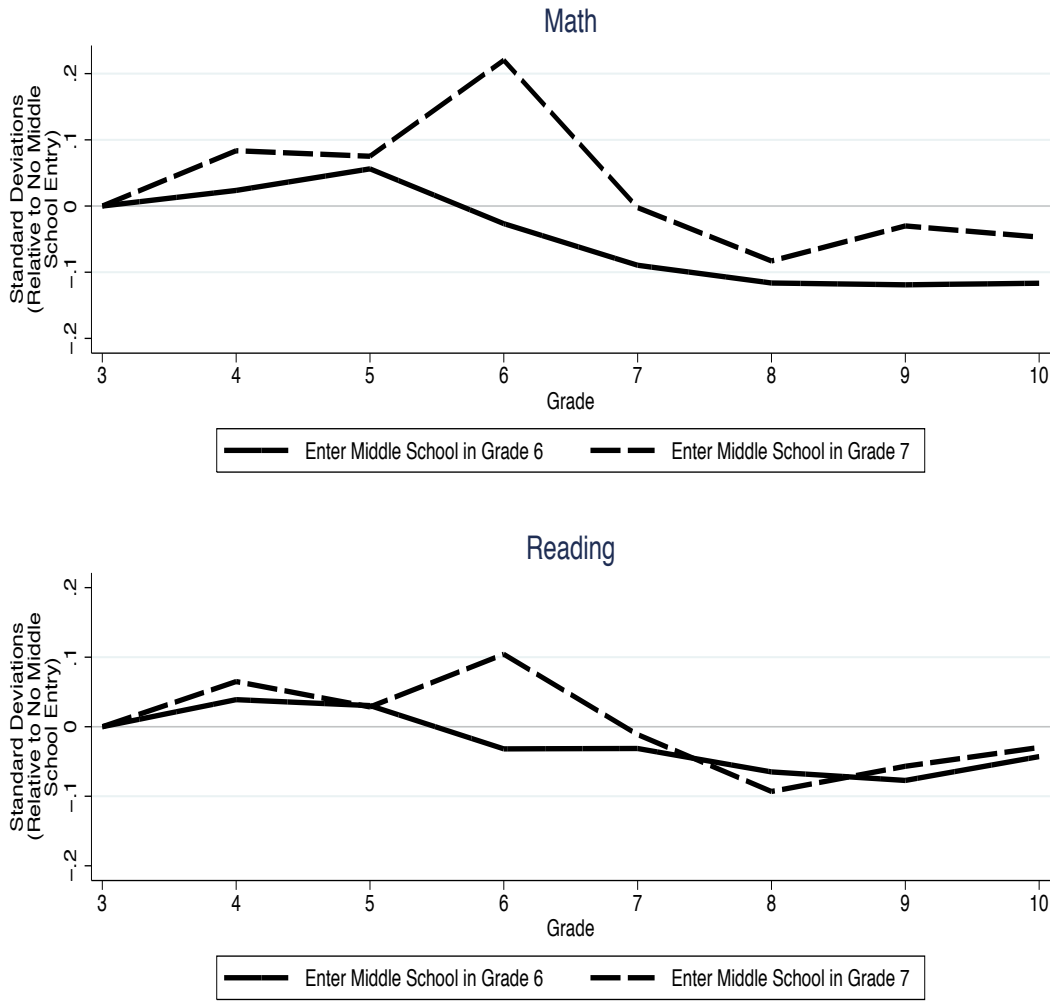 Math
Standard Deviations
(Relative to No Middle
School Entry)
.2
.1
0
−.1
−.2
3 4 5 6 7 8 9 10
Grade
Enter Middle School in Grade 6 Enter Middle School in Grade 7
Reading
Standard Deviations
(Relative to No Middle
School Entry)
.2
.1
0
−.1
−.2
3 4 5 6 7 8 9 10
Grade
Enter Middle School in Grade 6 Enter Middle School in Grade 7